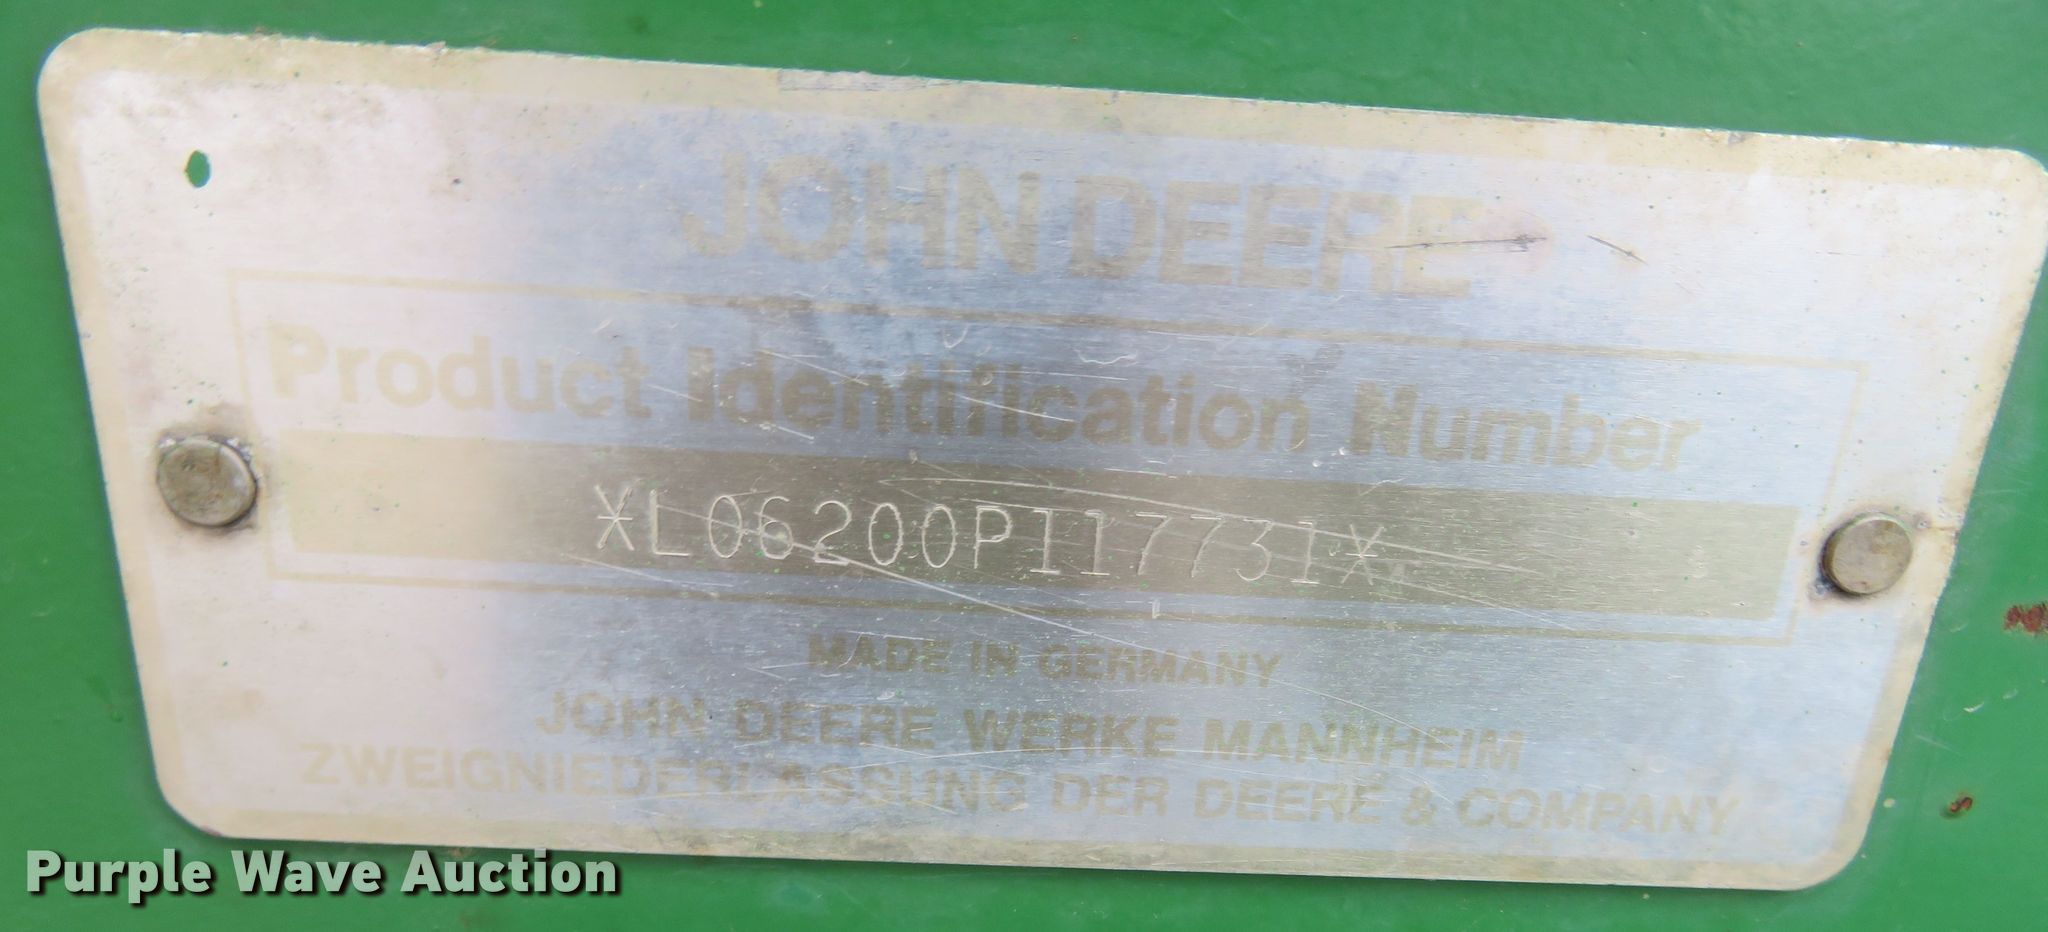 JOHN DEERE
Product Identification Number
*L06200P117731*
MADE IN GERMANY
JOHN DEERE WERKE MANNHEIM
ZWEIGNIEDERLASSUNG DER DEERE & COMPANY
Purple Wave Auction